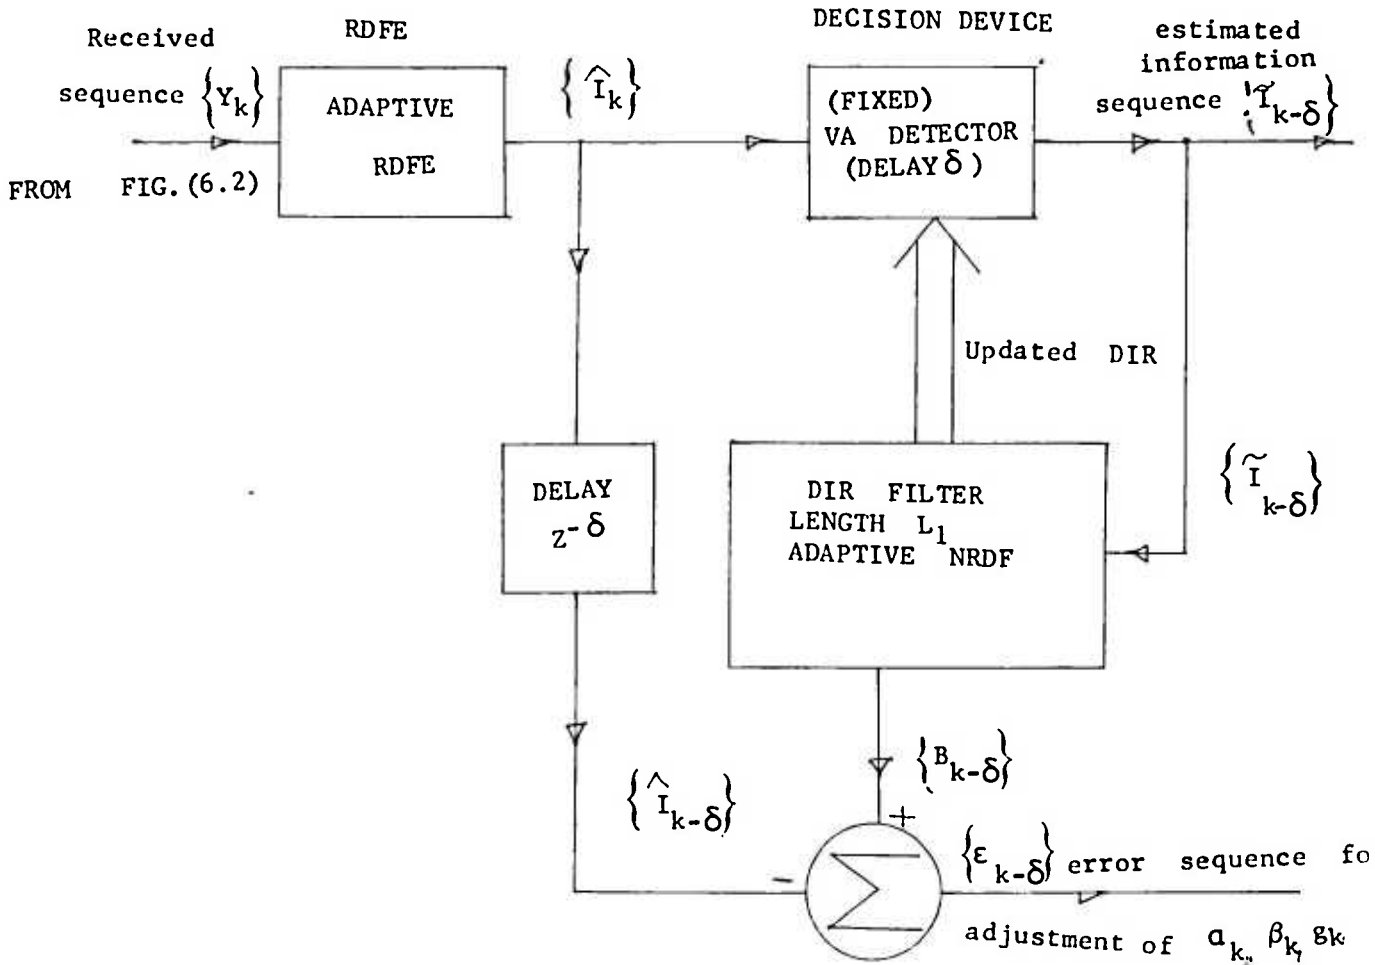 RDFE
DECISION DEVICE
Received
sequence {Y_k}
FROM FIG.(6.2)
ADAPTIVE
RDFE
{Î_k}
(FIXED)
VA DETECTOR
(DELAY δ)
estimated
information
sequence {Ĩ_k-δ}
Updated DIR
DELAY
z^-δ
DIR FILTER
LENGTH L_1
ADAPTIVE NRDF
{Ĩ_k-δ}
{Î_k-δ}
{B_k-δ}
+
-
Σ
{ε_k-δ} error sequence fo
adjustment of α_k, β_k, g_k